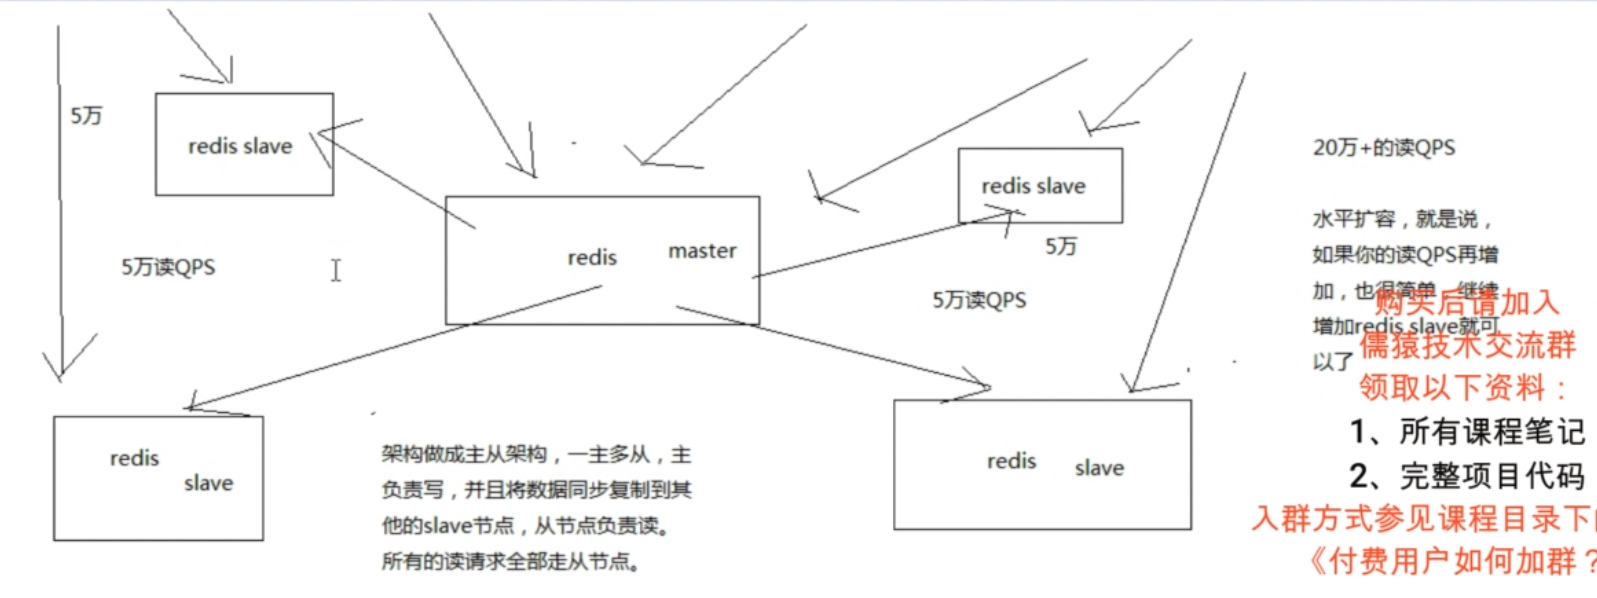 5万
redis slave
5万读QPS
redis
master
redis slave
5万
5万读QPS
20万+的读QPS
水平扩容，就是说，
如果你的读QPS再增
加，也很简单，继续
增加redis slave就可
以了
购买后请加入
儒猿技术交流群
领取以下资料：
1、所有课程笔记
2、完整项目代码
入群方式参见课程目录下
《付费用户如何加群？
redis
slave
架构做成主从架构，一主多从，主
负责写，并且将数据同步复制到其
他的slave节点，从节点负责读。
所有的读请求全部走从节点。
redis
slave